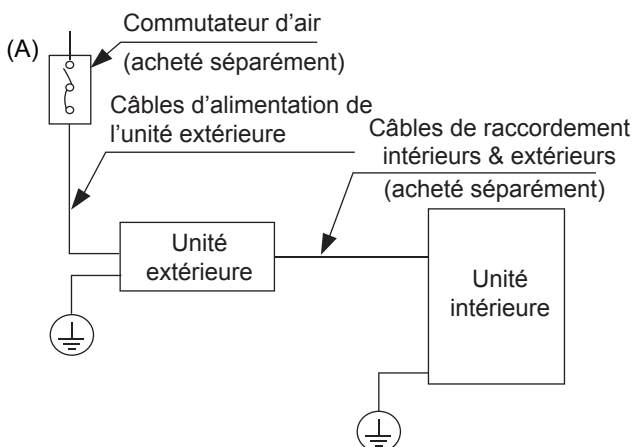 (A)
Commutateur d'air
(acheté séparément)
Câbles d'alimentation de
l'unité extérieure
Câbles de raccordement
intérieurs & extérieurs
(acheté séparément)
Unité
extérieure
Unité
intérieure